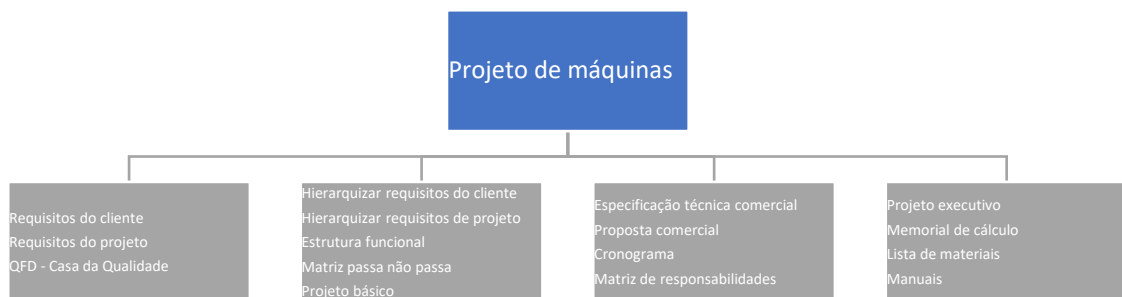 Projeto de máquinas
Requisitos do cliente
Requisitos do projeto
QFD - Casa da Qualidade
Hierarquizar requisitos do cliente
Hierarquizar requisitos de projeto
Estrutura funcional
Matriz passa não passa
Projeto básico
Especificação técnica comercial
Proposta comercial
Cronograma
Matriz de responsabilidades
Projeto executivo
Memorial de cálculo
Lista de materiais
Manuais